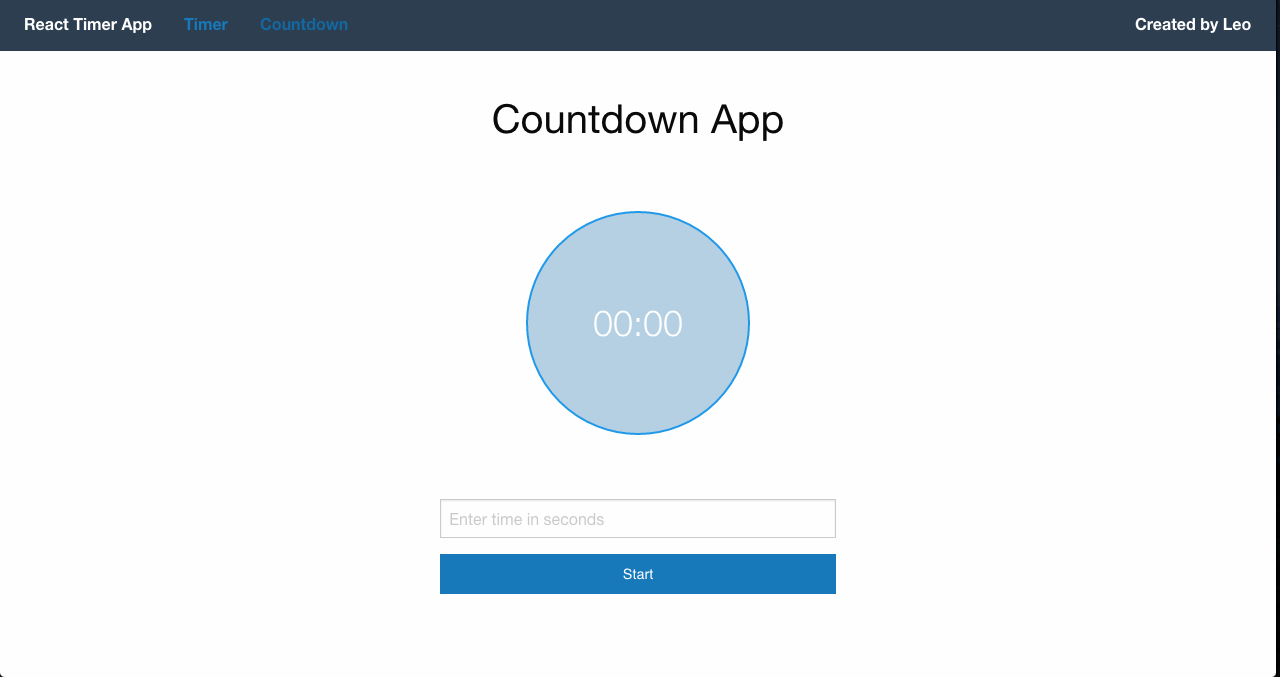 React Timer App Timer Countdown Created by Leo
Countdown App
00:00
Enter time in seconds
Start